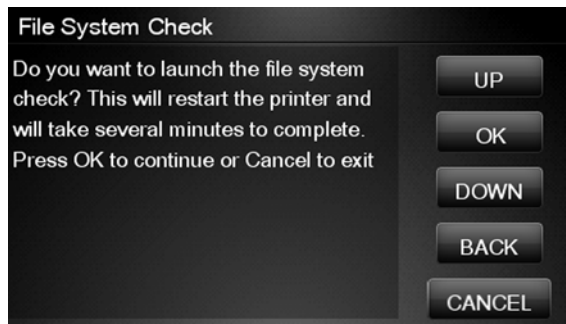 File System Check
Do you want to launch the file system
check? This will restart the printer and
will take several minutes to complete.
Press OK to continue or Cancel to exit
UP
OK
DOWN
BACK
CANCEL